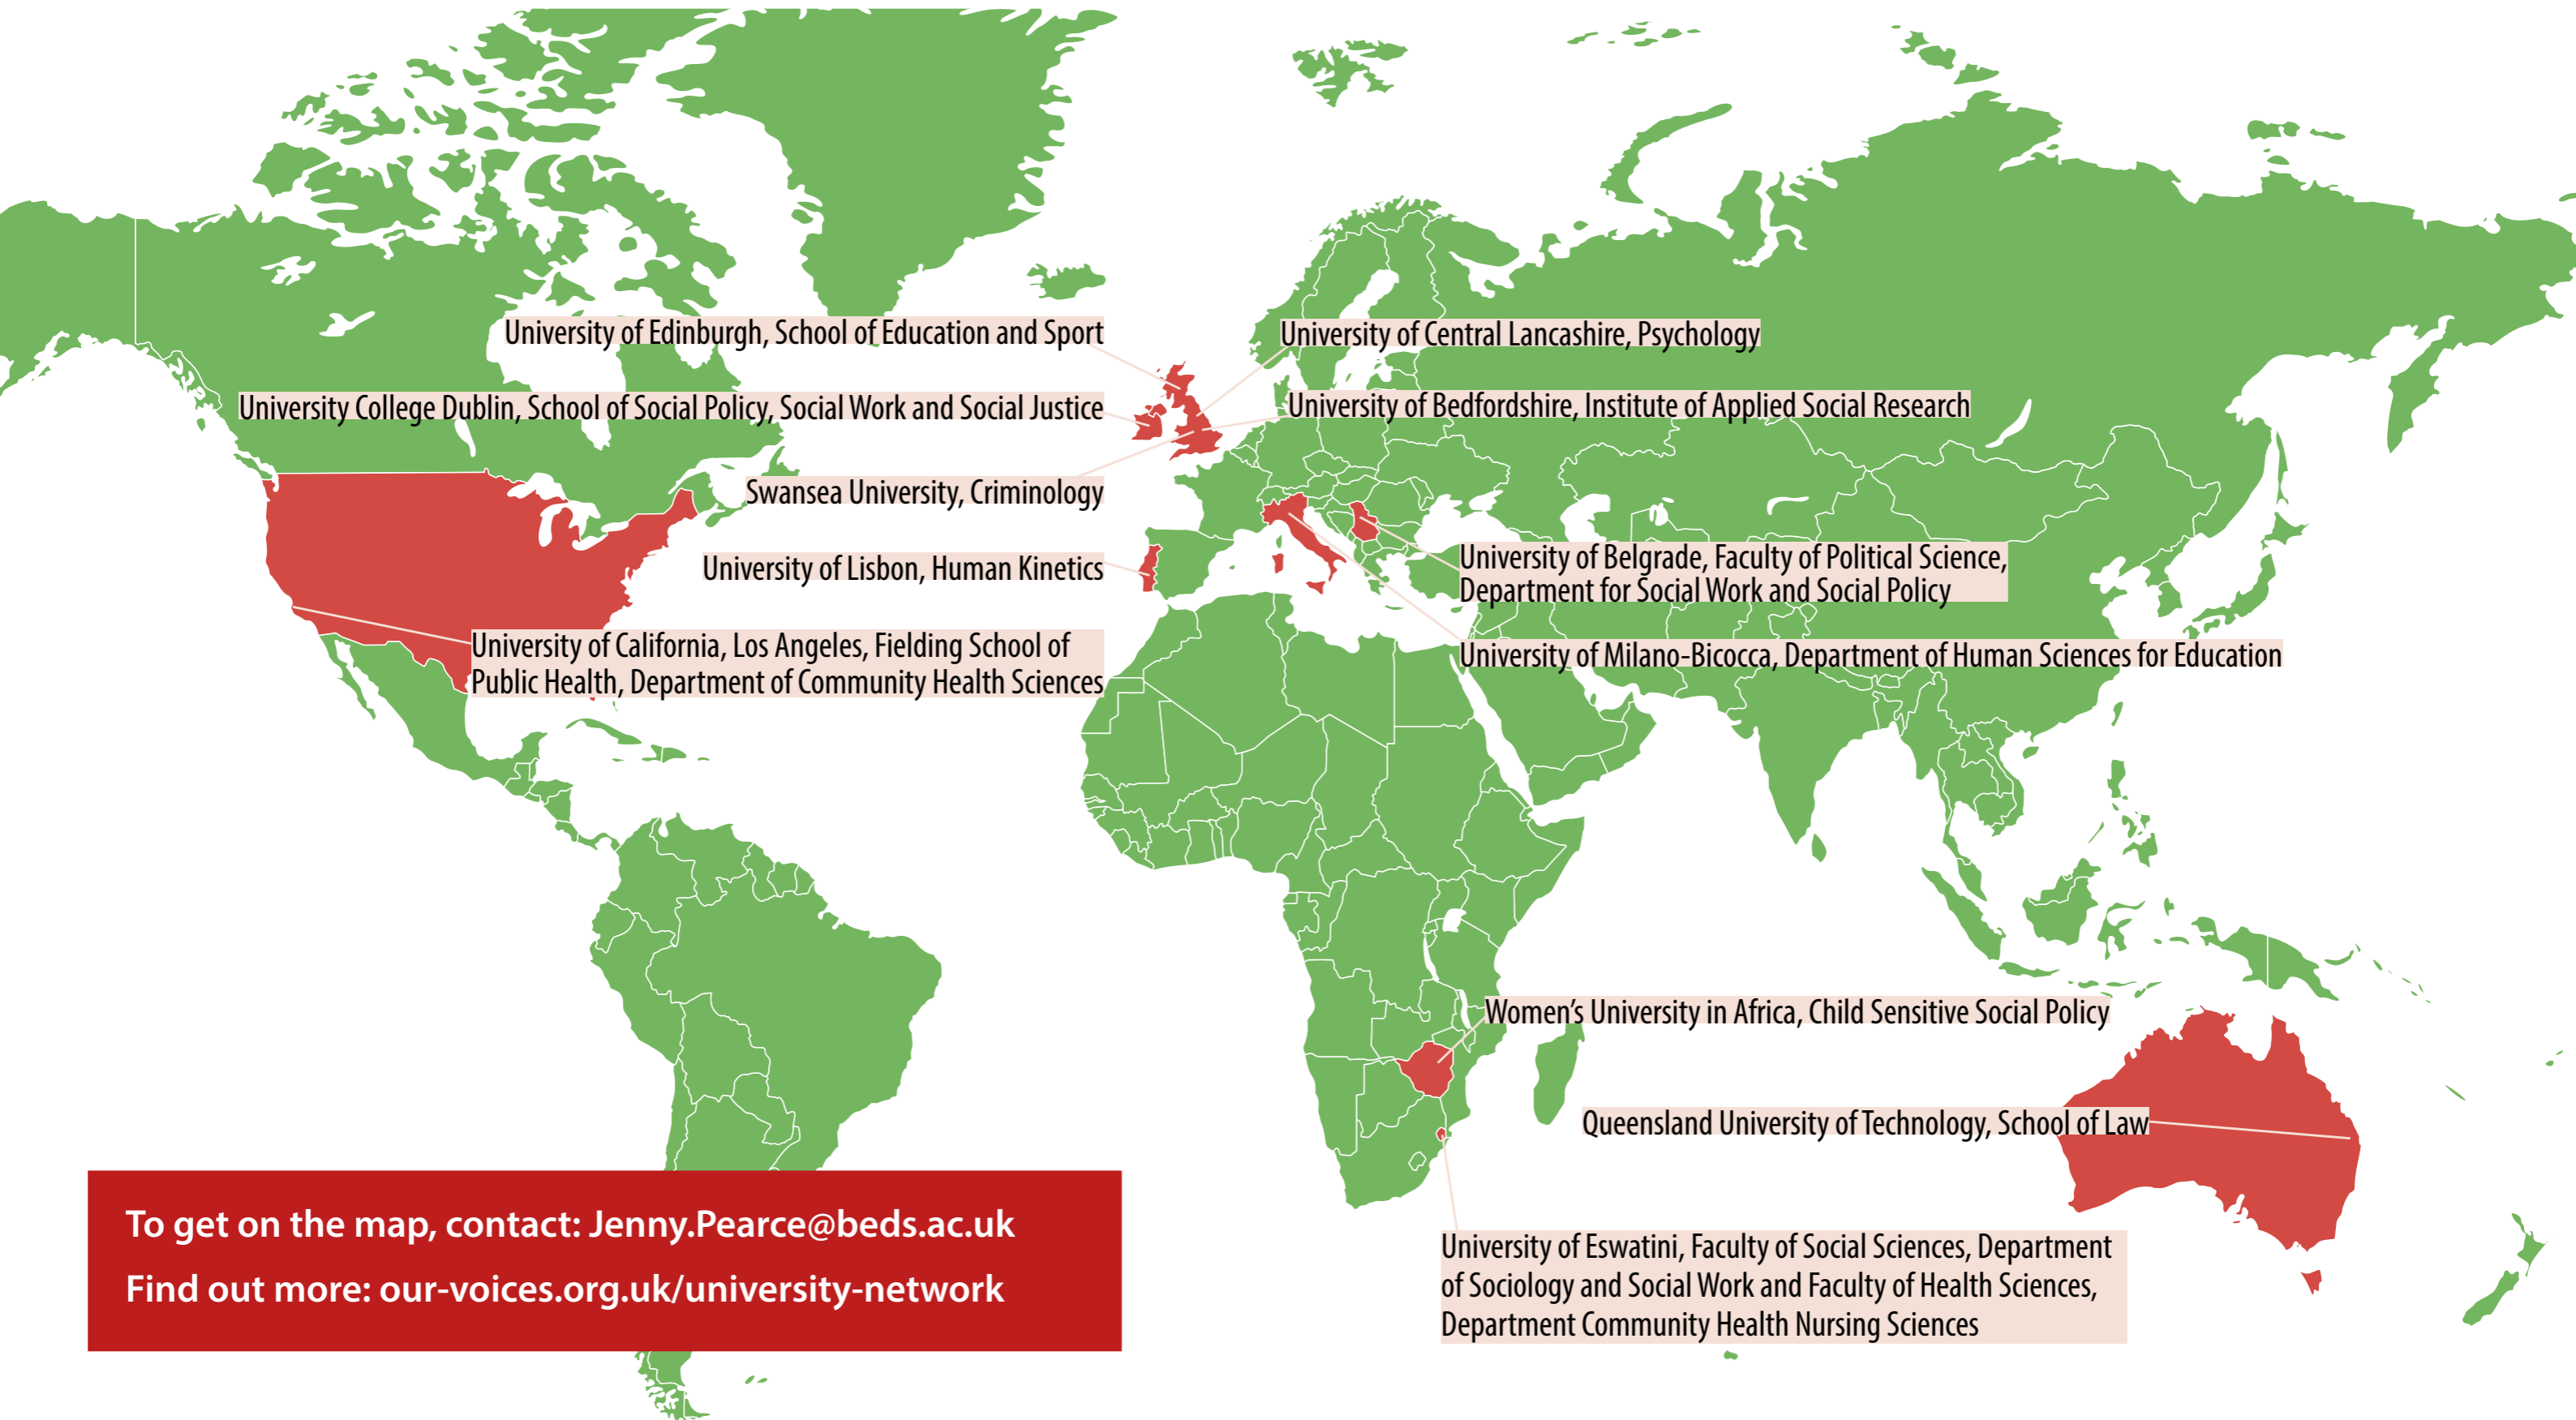 University of Edinburgh, School of Education and Sport
University of Central Lancashire, Psychology
University College Dublin, School of Social Policy, Social Work and Social Justice
University of Bedfordshire, Institute of Applied Social Research
Swansea University, Criminology
University of Lisbon, Human Kinetics
University of Belgrade, Faculty of Political Science,
Department for Social Work and Social Policy
University of California, Los Angeles, Fielding School of
Public Health, Department of Community Health Sciences
University of Milano-Bicocca, Department of Human Sciences for Education
Women’s University in Africa, Child Sensitive Social Policy
Queensland University of Technology, School of Law
University of Eswatini, Faculty of Social Sciences, Department
of Sociology and Social Work and Faculty of Health Sciences,
Department Community Health Nursing Sciences
To get on the map, contact: Jenny.Pearce@beds.ac.uk
Find out more: our-voices.org.uk/university-network